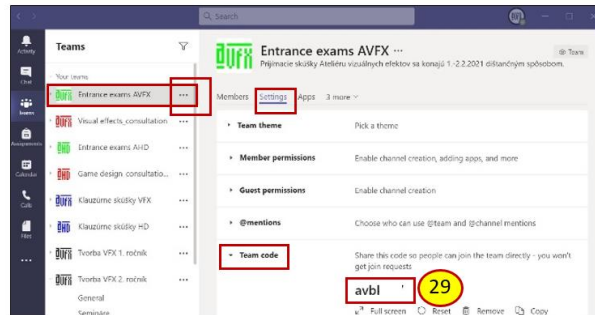 Search
Activity
Chat
Teams
Assignments
Calendar
Calls
Files
Teams
Your teams
Entrance exams AVFX
Visual effects_consultation
Entrance exams AHD
Game design_consultatio...
Klauzúrne skúšky VFX
Klauzúrne skúšky HD
Tvorba VFX 1. ročník
Tvorba VFX 2. ročník
General
Semináre
Entrance exams AVFX ...
Team
Prijímacie skúšky Ateliéru vizuálnych efektov sa konajú 1.-2.2.2021 dištančným spôsobom.
Members Settings Apps 3 more
Team theme Pick a theme
Member permissions Enable channel creation, adding apps, and more
Guest permissions Enable channel creation
@mentions Choose who can use @team and @channel mentions
Team code Share this code so people can join the team directly - you won't
get join requests
avbl
29
Full screen Reset Remove Copy